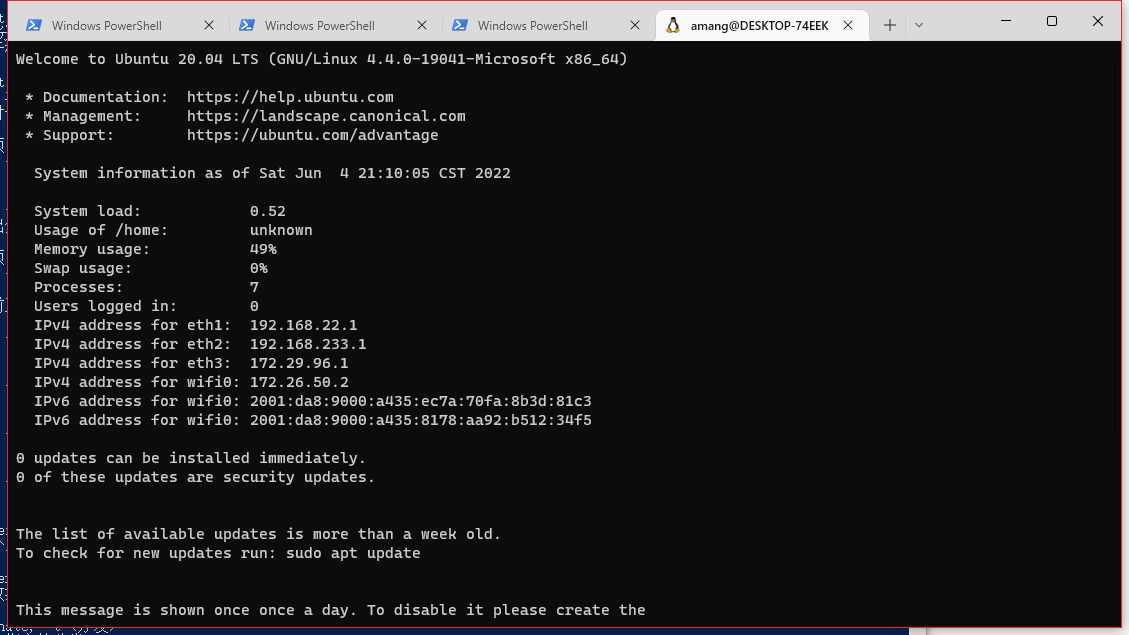 Windows PowerShell
Windows PowerShell
Windows PowerShell
amang@DESKTOP-74EEK
Welcome to Ubuntu 20.04 LTS (GNU/Linux 4.4.0-19041-Microsoft x86_64)
* Documentation:  https://help.ubuntu.com
* Management:     https://landscape.canonical.com
* Support:        https://ubuntu.com/advantage
System information as of Sat Jun  4 21:10:05 CST 2022
System load:            0.52
Usage of /home:         unknown
Memory usage:           49%
Swap usage:             0%
Processes:              7
Users logged in:        0
IPv4 address for eth1:  192.168.22.1
IPv4 address for eth2:  192.168.233.1
IPv4 address for eth3:  172.29.96.1
IPv4 address for wifi0: 172.26.50.2
IPv6 address for wifi0: 2001:da8:9000:a435:ec7a:70fa:8b3d:81c3
IPv6 address for wifi0: 2001:da8:9000:a435:8178:aa92:b512:34f5
0 updates can be installed immediately.
0 of these updates are security updates.
The list of available updates is more than a week old.
To check for new updates run: sudo apt update
This message is shown once once a day. To disable it please create the